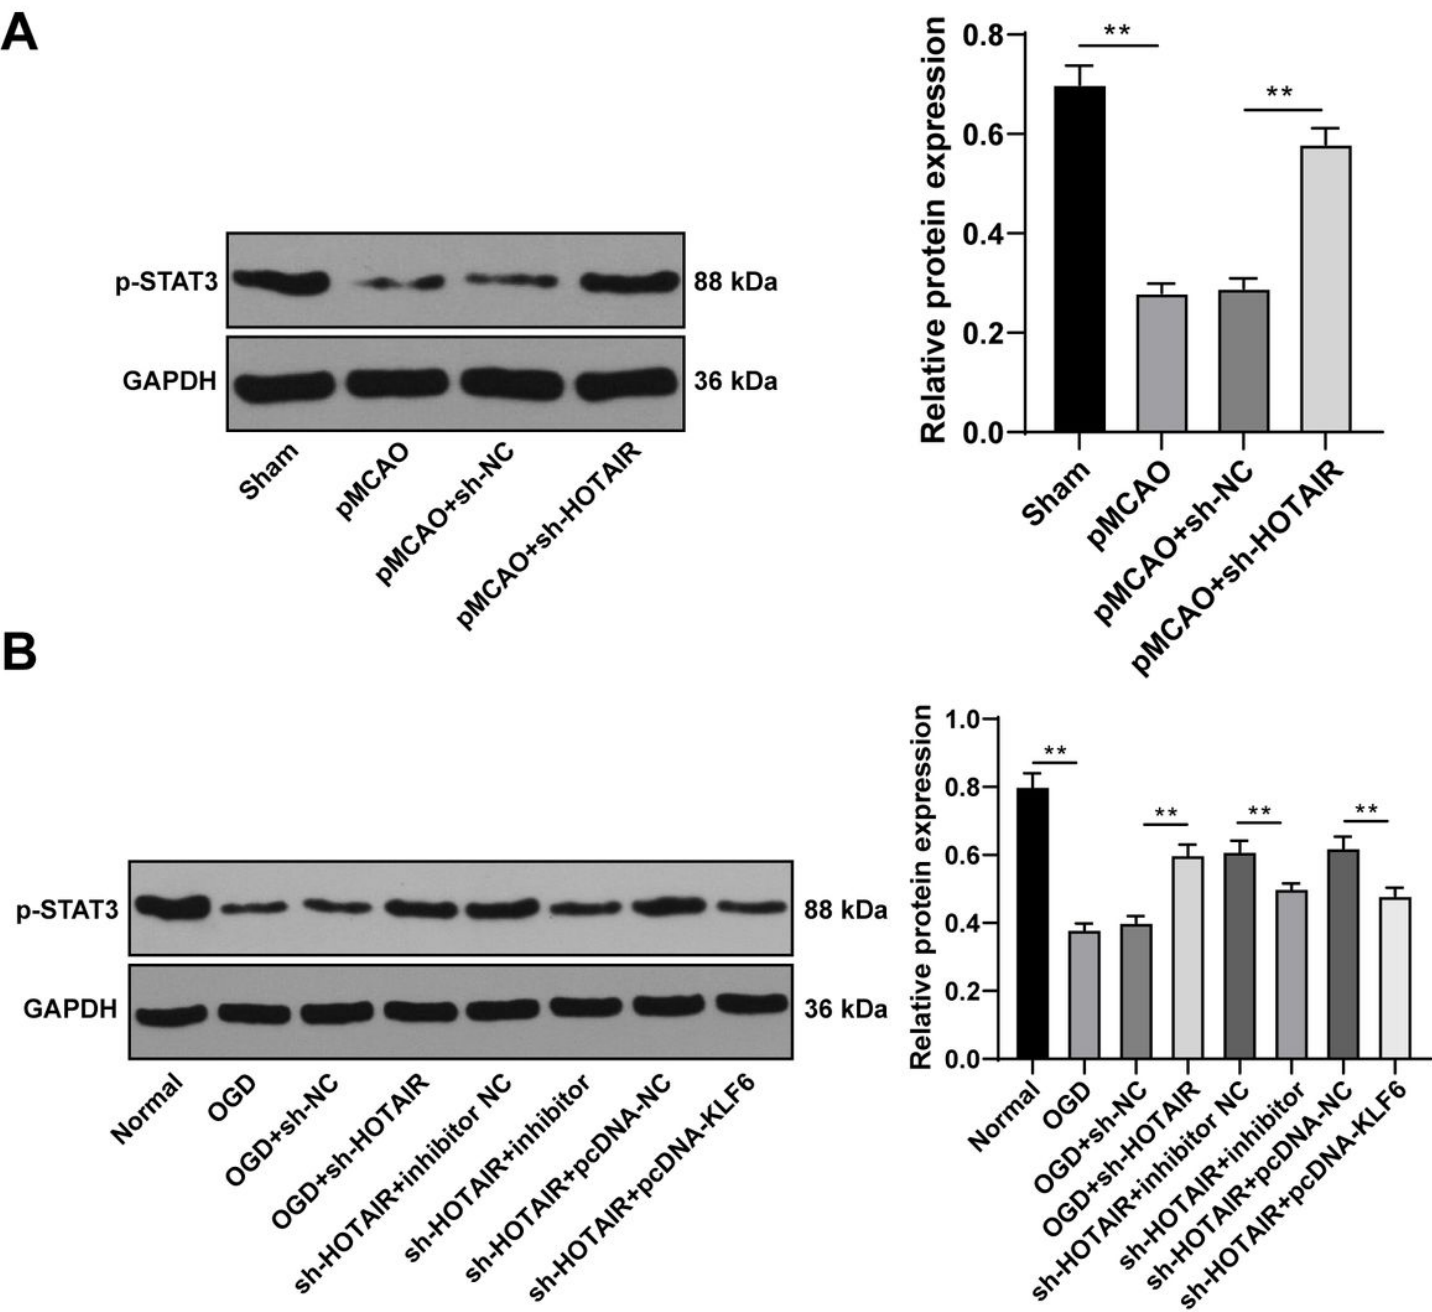 A
p-STAT3
88 kDa
GAPDH
36 kDa
Sham
pMCAO
pMCAO+sh-NC
pMCAO+sh-HOTAIR
Relative protein expression
0.8
0.6
0.4
0.2
0.0
**
**
Sham
pMCAO
pMCAO+sh-NC
pMCAO+sh-HOTAIR
B
p-STAT3
88 kDa
GAPDH
36 kDa
Normal
OGD
OGD+sh-NC
OGD+sh-HOTAIR
sh-HOTAIR+inhibitor NC
sh-HOTAIR+inhibitor
sh-HOTAIR+pcDNA-NC
sh-HOTAIR+pcDNA-KLF6
Relative protein expression
1.0
0.8
0.6
0.4
0.2
0.0
**
**
**
**
Normal
OGD
OGD+sh-NC
OGD+sh-HOTAIR
sh-HOTAIR+inhibitor NC
sh-HOTAIR+inhibitor
sh-HOTAIR+pcDNA-NC
sh-HOTAIR+pcDNA-KLF6